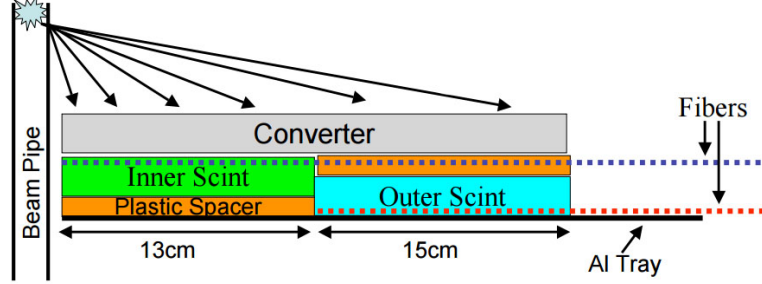 Fibers
Converter
Beam Pipe
Inner Scint
Outer Scint
Plastic Spacer
13cm
15cm
Al Tray